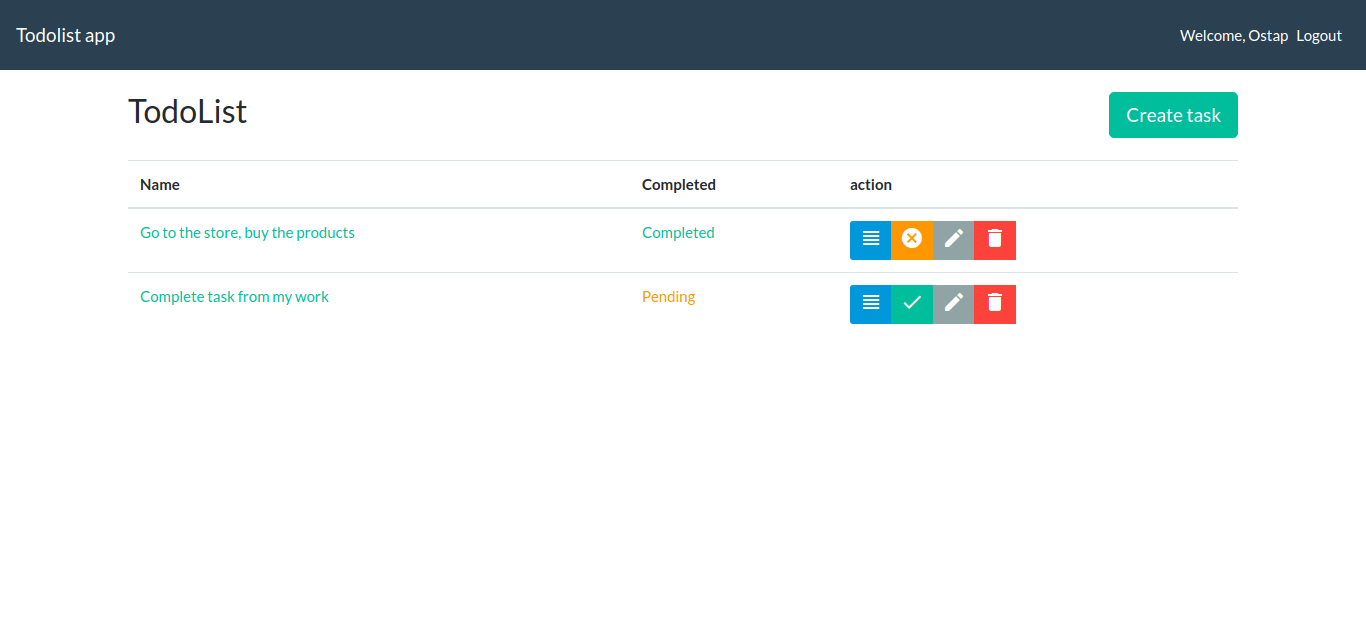 Todolist app Welcome, Ostap Logout
TodoList Create task
Name Completed action
Go to the store, buy the products Completed
Complete task from my work Pending